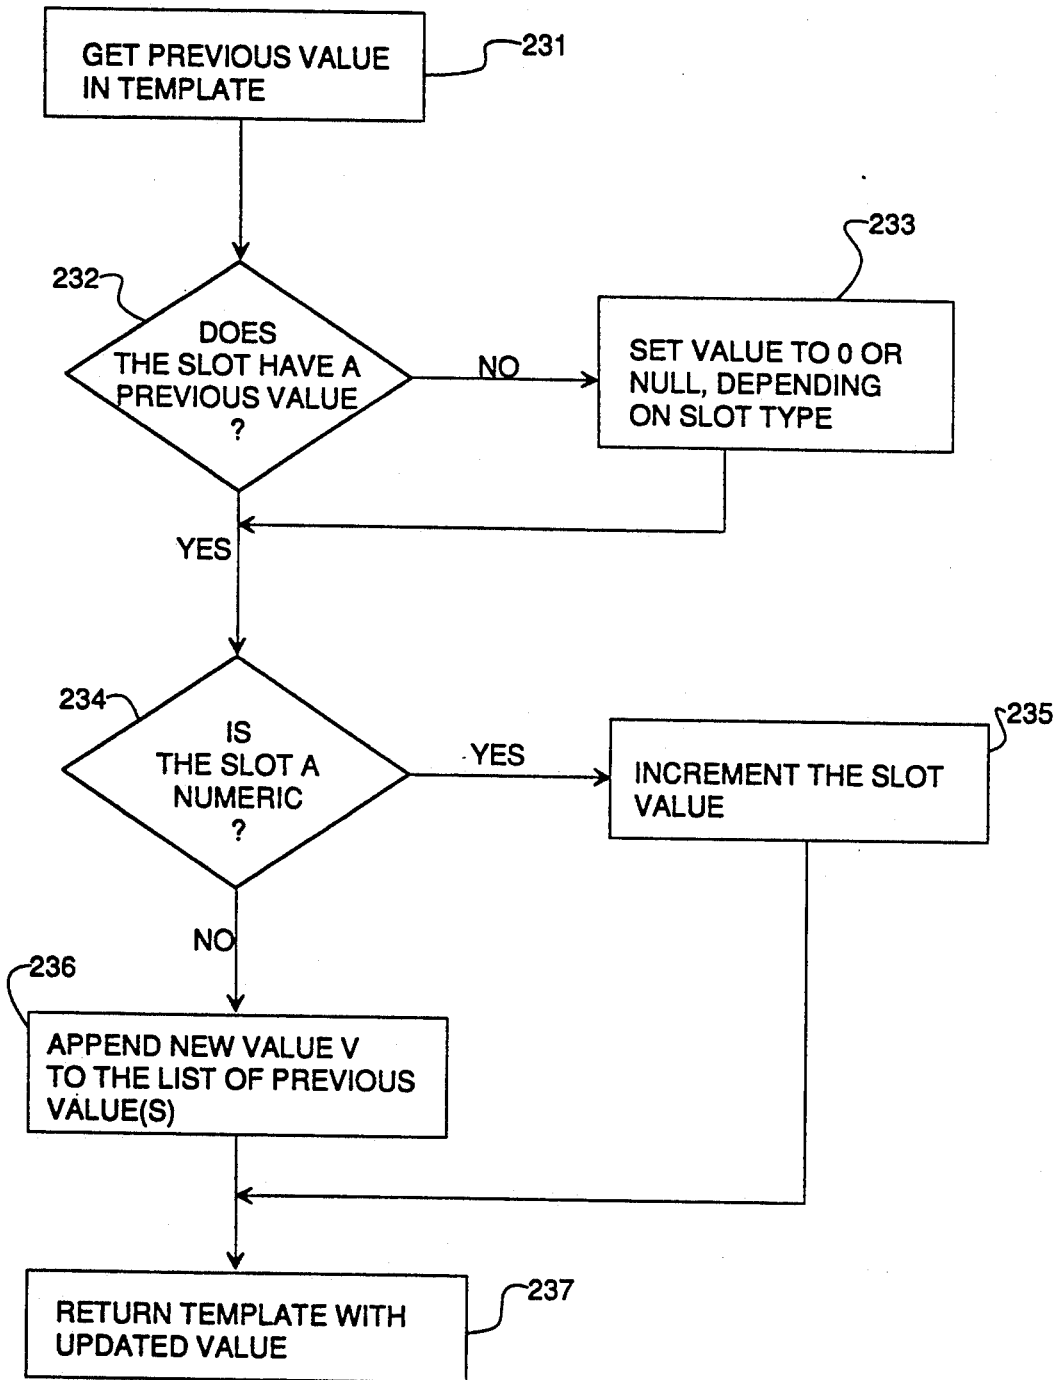 GET PREVIOUS VALUE
IN TEMPLATE
231
232
DOES
THE SLOT HAVE A
PREVIOUS VALUE
?
NO
233
SET VALUE TO 0 OR
NULL, DEPENDING
ON SLOT TYPE
YES
234
IS
THE SLOT A
NUMERIC
?
YES
235
INCREMENT THE SLOT
VALUE
NO
236
APPEND NEW VALUE V
TO THE LIST OF PREVIOUS
VALUE(S)
237
RETURN TEMPLATE WITH
UPDATED VALUE